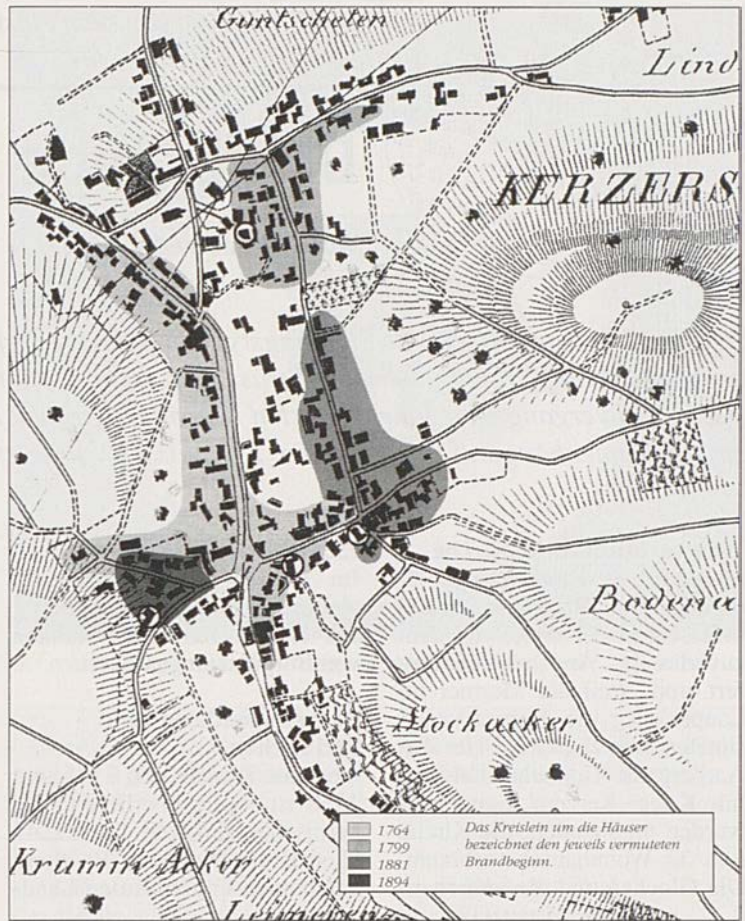 Guntscheten
Lind
KERZERS
Bodena
Stockacker
1764 Das Kreislein um die Häuser
1799 bezeichnet den jeweils vermuteten
1881 Brandbeginn.
1894
Krumm Acker